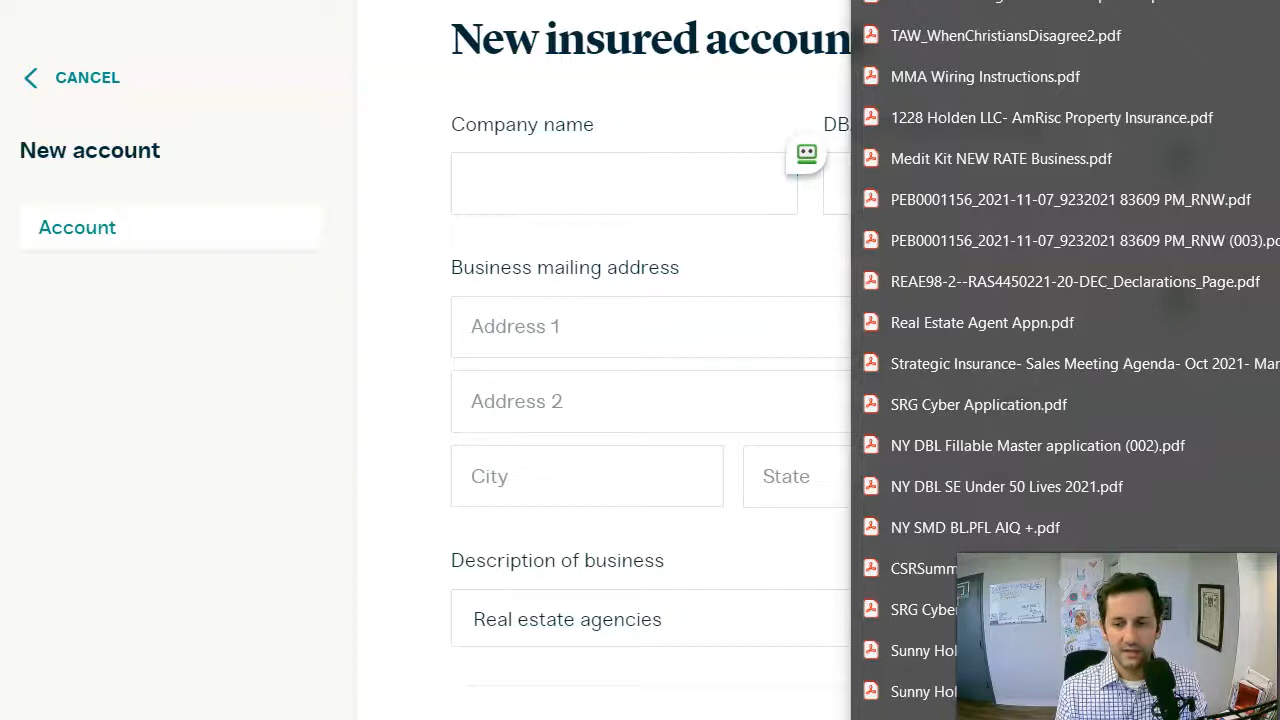 New insured accoun
CANCEL
New account
Account
Company name
DB
Business mailing address
Address 1
Address 2
City
State
Description of business
Real estate agencies
TAW_WhenChristiansDisagree2.pdf
MMA Wiring Instructions.pdf
1228 Holden LLC- AmRisc Property Insurance.pdf
Medit Kit NEW RATE Business.pdf
PEB0001156_2021-11-07_9232021 83609 PM_RNW.pdf
PEB0001156_2021-11-07_9232021 83609 PM_RNW (003).pd
REAE98-2--RAS4450221-20-DEC_Declarations_Page.pdf
Real Estate Agent Appn.pdf
Strategic Insurance- Sales Meeting Agenda- Oct 2021- Mar
SRG Cyber Application.pdf
NY DBL Fillable Master application (002).pdf
NY DBL SE Under 50 Lives 2021.pdf
NY SMD BL.PFL AIQ +.pdf
CSRSumm
SRG Cybe
Sunny Hol
Sunny Hol